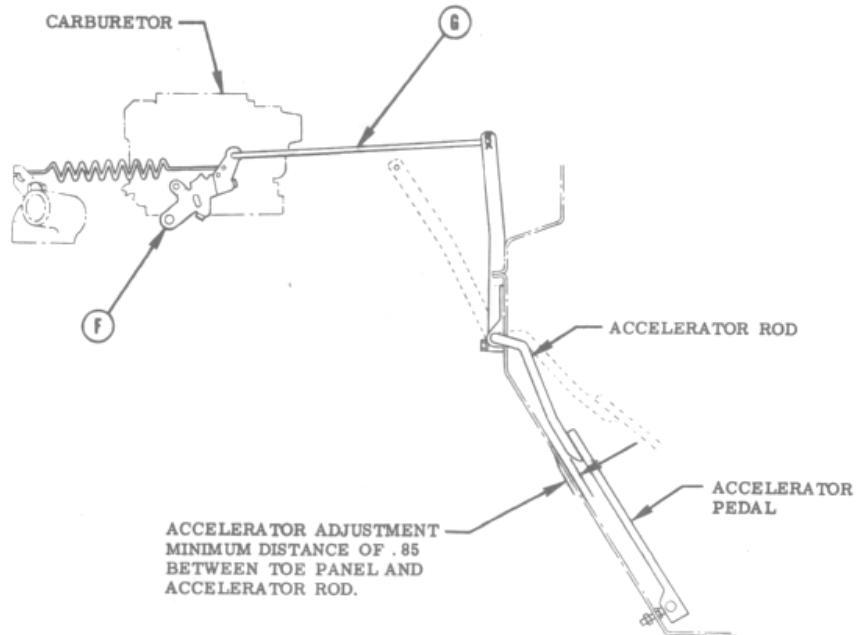 CARBURETOR
G
F
ACCELERATOR ROD
ACCELERATOR
PEDAL
ACCELERATOR ADJUSTMENT
MINIMUM DISTANCE OF .85
BETWEEN TOE PANEL AND
ACCELERATOR ROD.